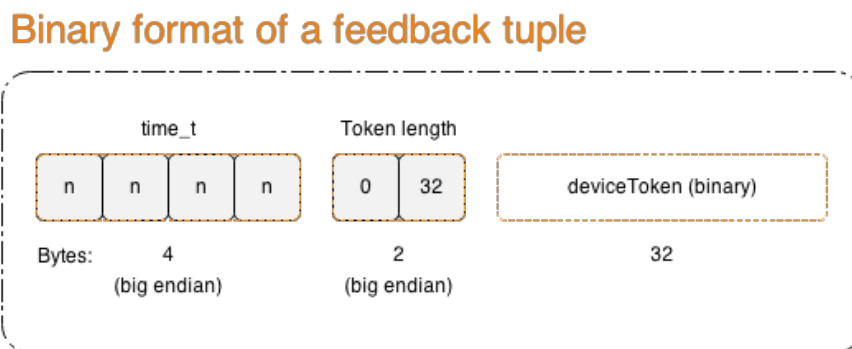 Binary format of a feedback tuple
time_t Token length
n n n n 0 32 deviceToken (binary)
Bytes: 4 2 32
(big endian) (big endian)